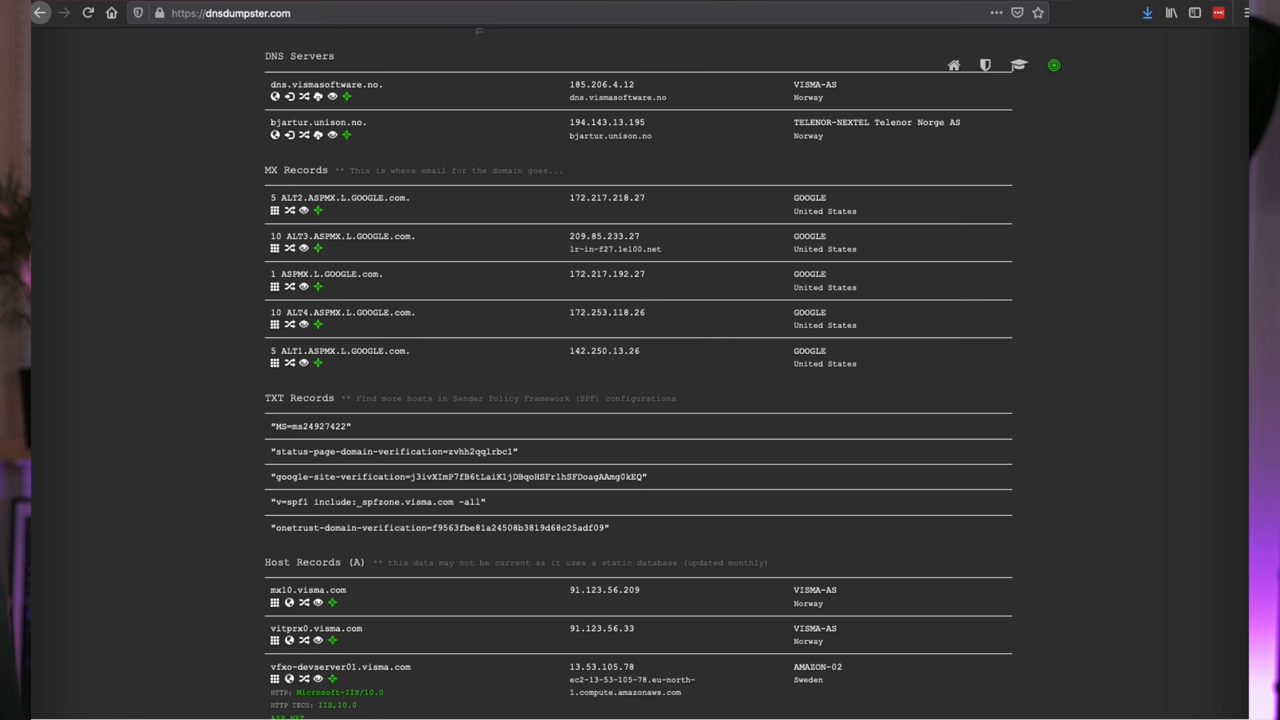 https://dnsdumpster.com
DNS Servers
dns.vismasoftware.no. 185.206.4.12 VISMA-AS
dns.vismasoftware.no Norway
bjartur.unison.no. 194.143.13.195 TELENOR-NEXTEL Telenor Norge AS
bjartur.unison.no Norway
MX Records ** This is where email for the domain goes...
5 ALT2.ASPMX.L.GOOGLE.com. 172.217.218.27 GOOGLE
United States
10 ALT3.ASPMX.L.GOOGLE.com. 209.85.233.27 GOOGLE
lr-in-f27.1e100.net United States
1 ASPMX.L.GOOGLE.com. 172.217.192.27 GOOGLE
United States
10 ALT4.ASPMX.L.GOOGLE.com. 172.253.118.26 GOOGLE
United States
5 ALT1.ASPMX.L.GOOGLE.com. 142.250.13.26 GOOGLE
United States
TXT Records ** Find more hosts in Sender Policy Framework (SPF) configurations
"MS=ms24927422"
"status-page-domain-verification=zvhh2qqlrbc1"
"google-site-verification=j3ivXImP7fB6tLaiK1jDBqoHSFr1hSFDoagAAmg0kEQ"
"v=spf1 include:_spfzone.visma.com -all"
"onetrust-domain-verification=f9563fbe81a24508b3819d68c25adf09"
Host Records (A) ** this data may not be current as it uses a static database (updated monthly)
mx10.visma.com 91.123.56.209 VISMA-AS
Norway
vitprx0.visma.com 91.123.56.33 VISMA-AS
Norway
vfxo-devserver01.visma.com 13.53.105.78 AMAZON-02
ec2-13-53-105-78.eu-north- Sweden
HTTP: Microsoft-IIS/10.0 1.compute.amazonaws.com
HTTP TECH: IIS,10.0
ASP.NET